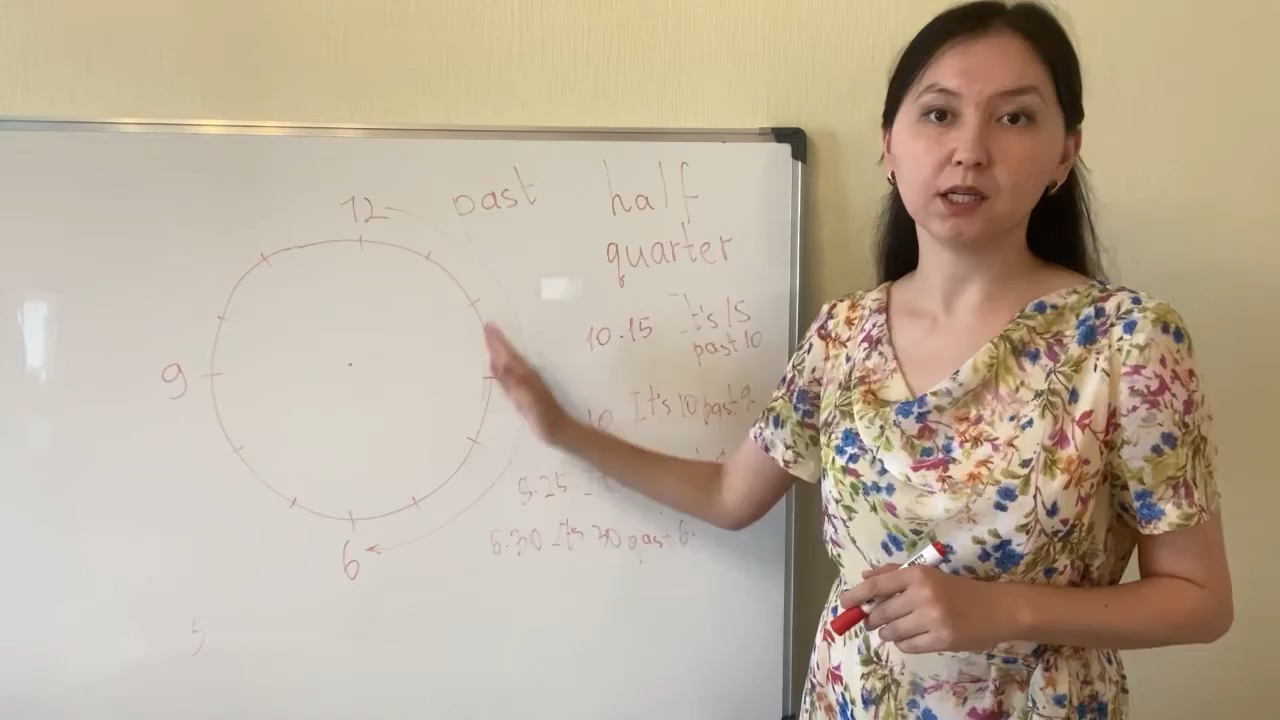 12
past
half
quarter
10.15 It's 15
past 10
9
10 It's 10 past 9
5.25
6.30 It's 30 past 6.
6
5